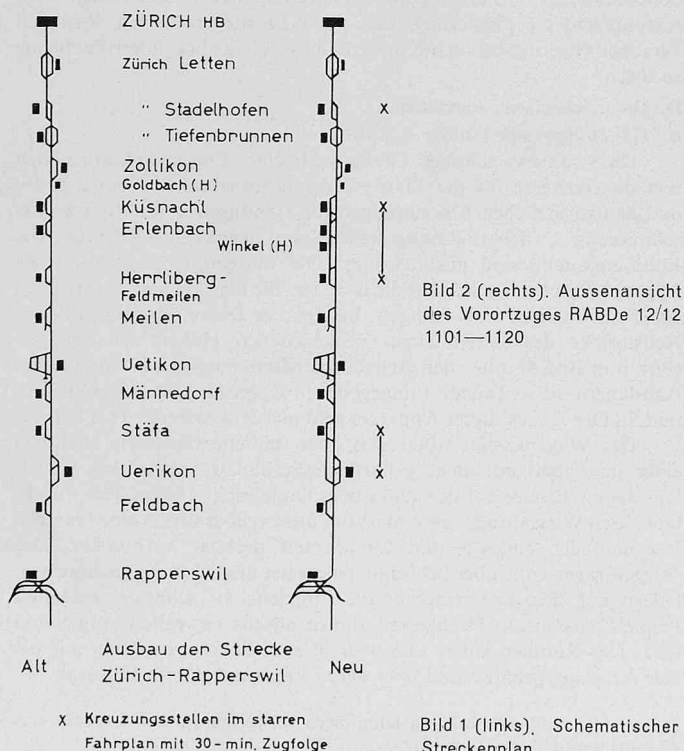 ZÜRICH HB
Zürich Letten
" Stadelhofen
" Tiefenbrunnen
Zollikon
Goldbach (H)
Küsnacht
Erlenbach
Winkel (H)
Herrliberg-
Feldmeilen
Meilen
Uetikon
Männedorf
Stäfa
Uerikon
Feldbach
Rapperswil
x
x
x
x
x
Alt
Ausbau der Strecke
Zürich-Rapperswil
Neu
x Kreuzungsstellen im starren
Fahrplan mit 30-min. Zugfolge
Bild 2 (rechts). Aussenansicht
des Vorortzuges RABDe 12/12
1101—1120
Bild 1 (links). Schematischer
Streckenplan